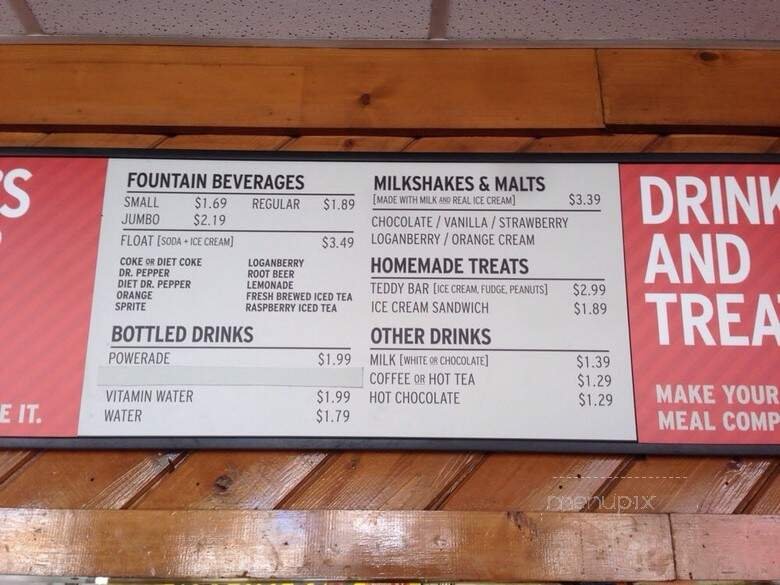 'S
E IT.
FOUNTAIN BEVERAGES
SMALL $1.69 REGULAR $1.89
JUMBO $2.19
FLOAT [SODA + ICE CREAM] $3.49
COKE OR DIET COKE
DR. PEPPER
DIET DR. PEPPER
ORANGE
SPRITE
LOGANBERRY
ROOT BEER
LEMONADE
FRESH BREWED ICED TEA
RASPBERRY ICED TEA
BOTTLED DRINKS
POWERADE $1.99
VITAMIN WATER $1.99
WATER $1.79
MILKSHAKES & MALTS
[MADE WITH MILK AND REAL ICE CREAM] $3.39
CHOCOLATE / VANILLA / STRAWBERRY
LOGANBERRY / ORANGE CREAM
HOMEMADE TREATS
TEDDY BAR [ICE CREAM, FUDGE, PEANUTS] $2.99
ICE CREAM SANDWICH $1.89
OTHER DRINKS
MILK [WHITE OR CHOCOLATE] $1.39
COFFEE OR HOT TEA $1.29
HOT CHOCOLATE $1.29
DRINK
AND
TREA
MAKE YOUR
MEAL COMP
menupix